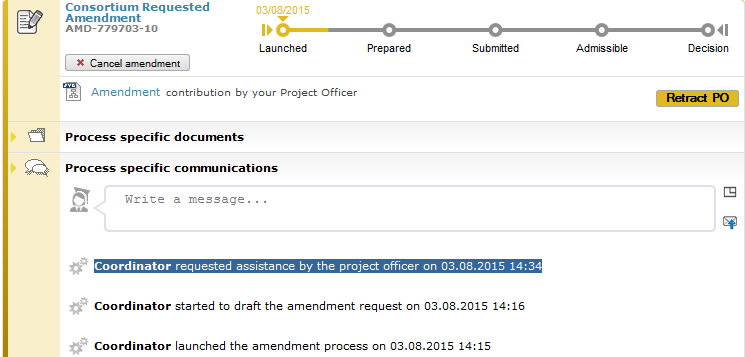 Consortium Requested
Amendment
AMD-779703-10
03/08/2015
Launched Prepared Submitted Admissible Decision
Cancel amendment
Amendment contribution by your Project Officer
Retract PO
Process specific documents
Process specific communications
Write a message...
Coordinator requested assistance by the project officer on 03.08.2015 14:34
Coordinator started to draft the amendment request on 03.08.2015 14:16
Coordinator launched the amendment process on 03.08.2015 14:15